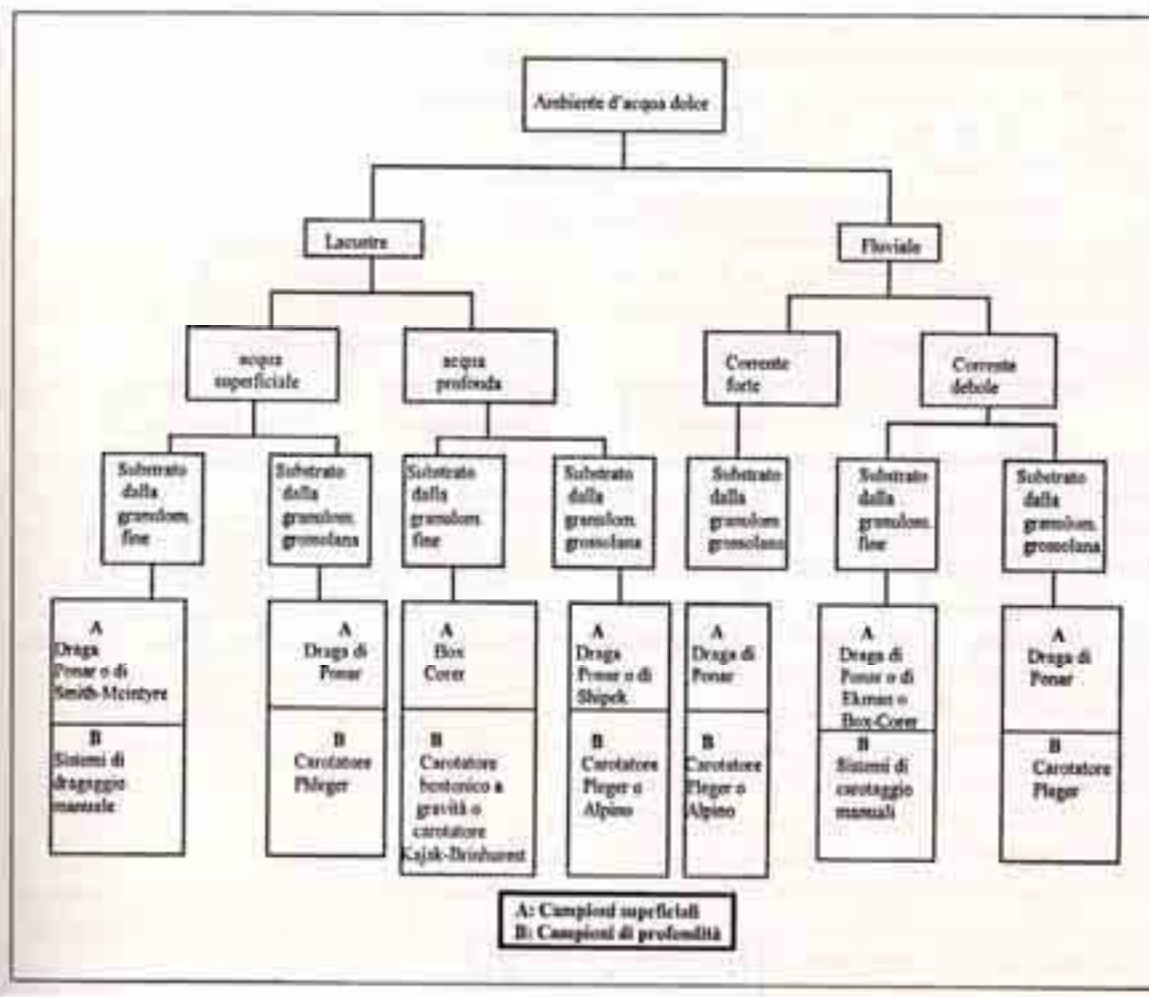 Ambiente d'acqua dolce
Lacustre
Fluviale
acqua
superficiale
acqua
profonda
Corrente
forte
Corrente
debole
Substrato
dalla
granulom.
fine
Substrato
dalla
granulom.
grossolana
Substrato
dalla
granulom.
fine
Substrato
dalla
granulom.
grossolana
Substrato
dalla
granulom.
grossolana
Substrato
dalla
granulom.
fine
Substrato
dalla
granulom.
grossolana
A
Draga
Ponar o di
Smith-Mcintyre
B
Sistemi di
dragaggio
manuale
A
Draga di
Ponar
B
Carotatore
Phleger
A
Box
Corer
B
Carotatore
bentonico a
gravità o
carotatore
Kajak-Brinhurest
A
Draga
Ponar o di
Shipek
B
Carotatore
Pleger o
Alpino
A
Draga di
Ponar
B
Carotatore
Pleger o
Alpino
A
Draga di
Ponar o di
Ekman o
Box-Corer
B
Sistemi di
carotaggio
manuali
A
Draga di
Ponar
B
Carotatore
Pleger
A: Campioni supeficiali
B: Campioni di profondità